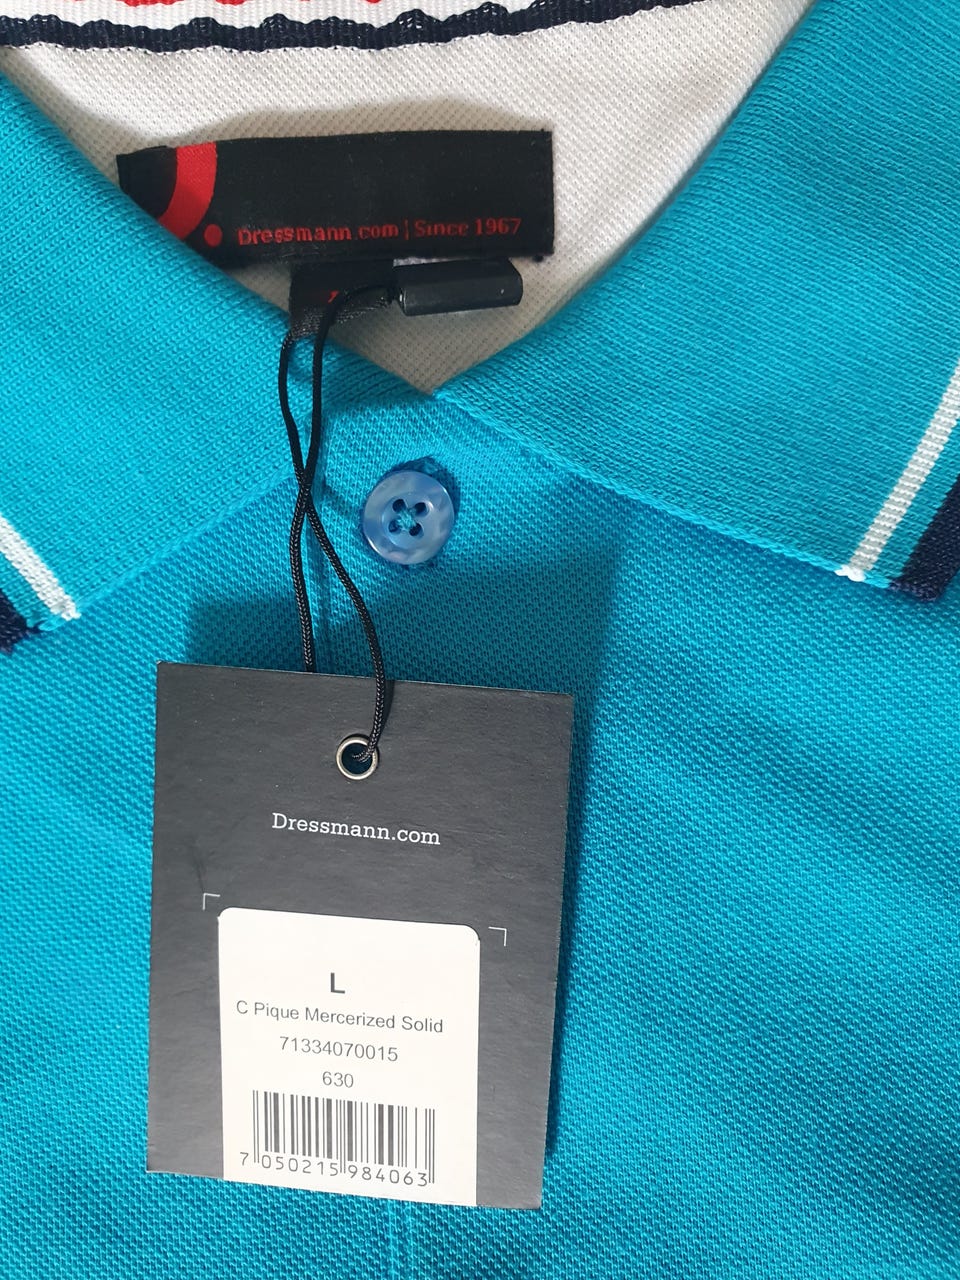 Dressmann.com | Since 1967
Dressmann.com
L
C Pique Mercerized Solid
71334070015
630
7 050215 984063